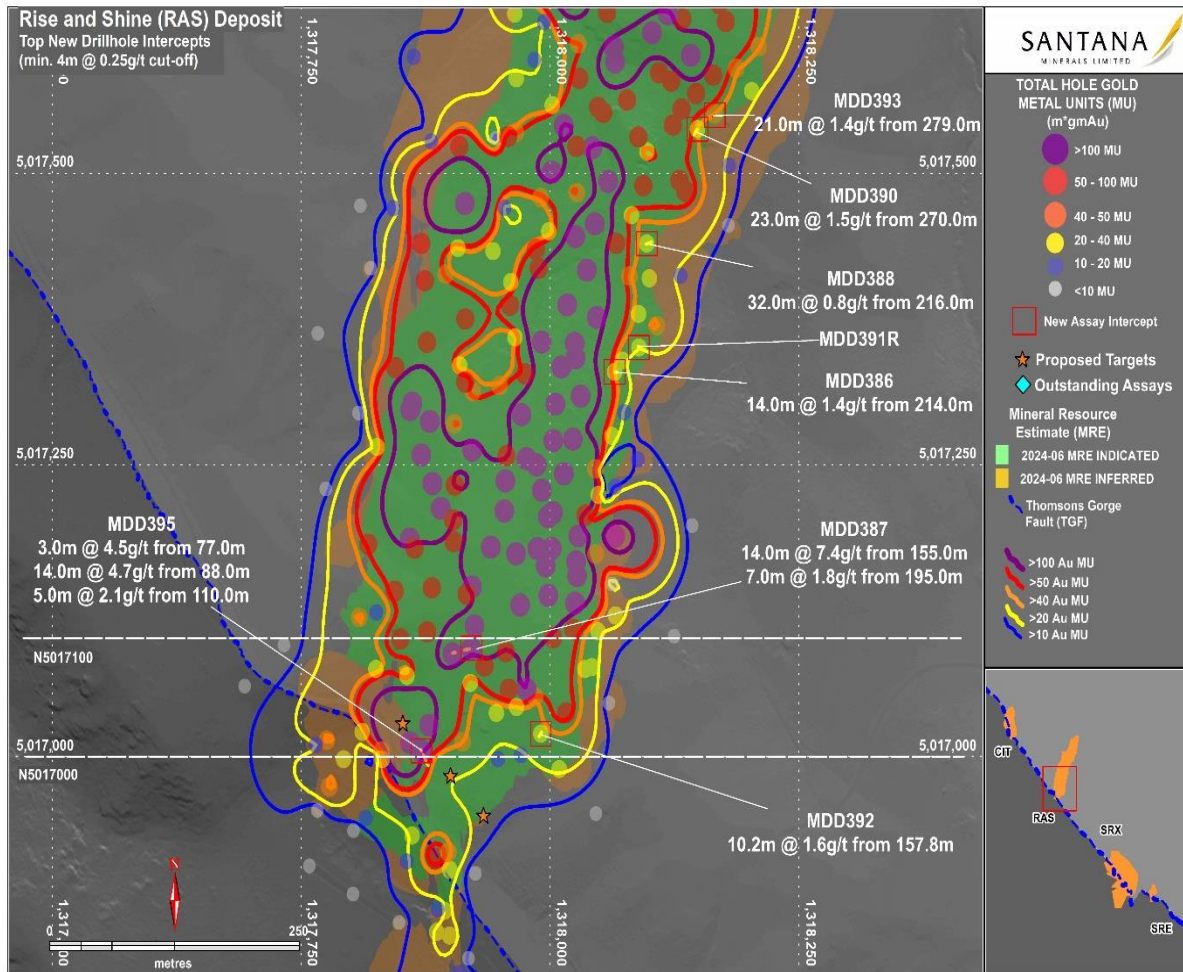 Rise and Shine (RAS) Deposit
Top New Drillhole Intercepts
(min. 4m @ 0.25g/t cut-off)
1,317,750
1,318,000
1,318,250
MDD393
21.0m @ 1.4g/t from 279.0m
5,017,500
5,017,500
MDD390
23.0m @ 1.5g/t from 270.0m
MDD388
32.0m @ 0.8g/t from 216.0m
MDD391R
MDD386
14.0m @ 1.4g/t from 214.0m
5,017,250
5,017,250
MDD395
3.0m @ 4.5g/t from 77.0m
14.0m @ 4.7g/t from 88.0m
5.0m @ 2.1g/t from 110.0m
MDD387
14.0m @ 7.4g/t from 155.0m
7.0m @ 1.8g/t from 195.0m
N5017100
5,017,000
5,017,000
N5017000
MDD392
10.2m @ 1.6g/t from 157.8m
N
0
250
metres
1,317,750
1,318,000
1,318,250
SANTANA
MINERALS LIMITED
TOTAL HOLE GOLD
METAL UNITS (MU)
(m*gmAu)
>100 MU
50 - 100 MU
40 - 50 MU
20 - 40 MU
10 - 20 MU
<10 MU
New Assay Intercept
Proposed Targets
Outstanding Assays
Mineral Resource
Estimate (MRE)
2024-06 MRE INDICATED
2024-06 MRE INFERRED
Thomsons Gorge
Fault (TGF)
>100 Au MU
>50 Au MU
>40 Au MU
>20 Au MU
>10 Au MU
CIT
RAS
SRX
SRE